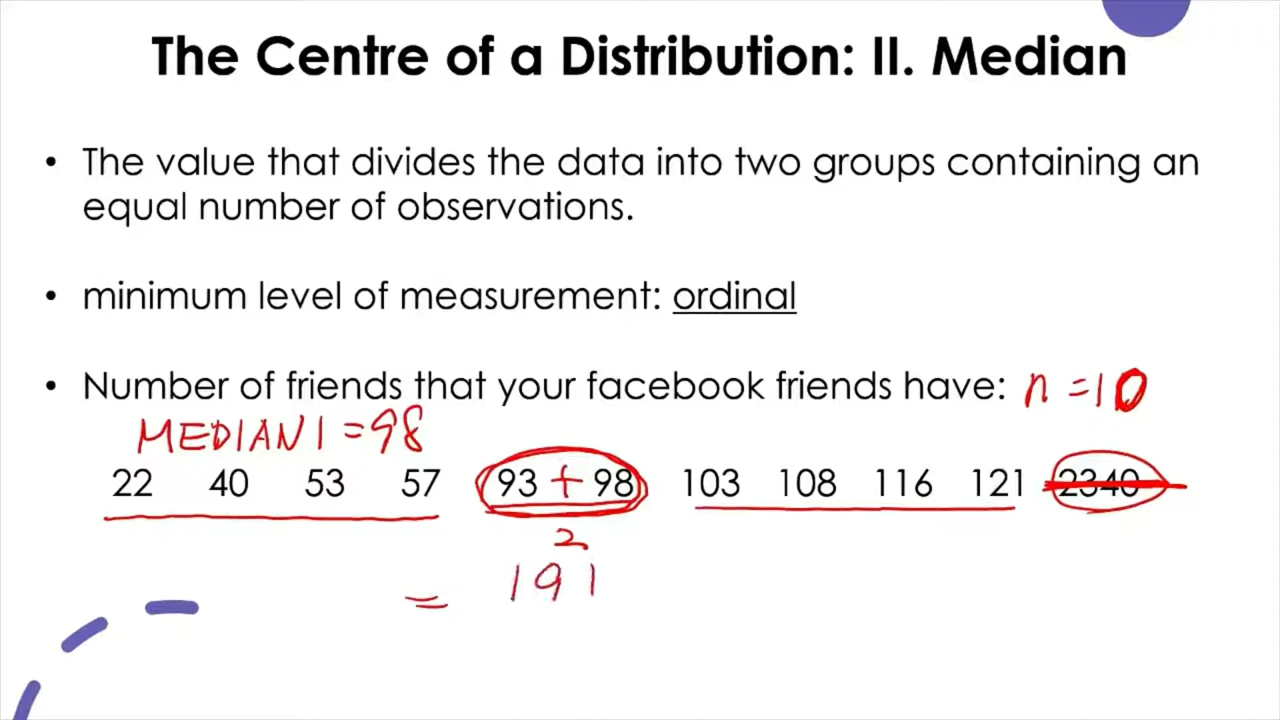 The Centre of a Distribution: II. Median
• The value that divides the data into two groups containing an
equal number of observations.
• minimum level of measurement: ordinal
• Number of friends that your facebook friends have: n = 10
MEDIAN 1 = 98
22 40 53 57 93 + 98 103 108 116 121 2340
2
= 191